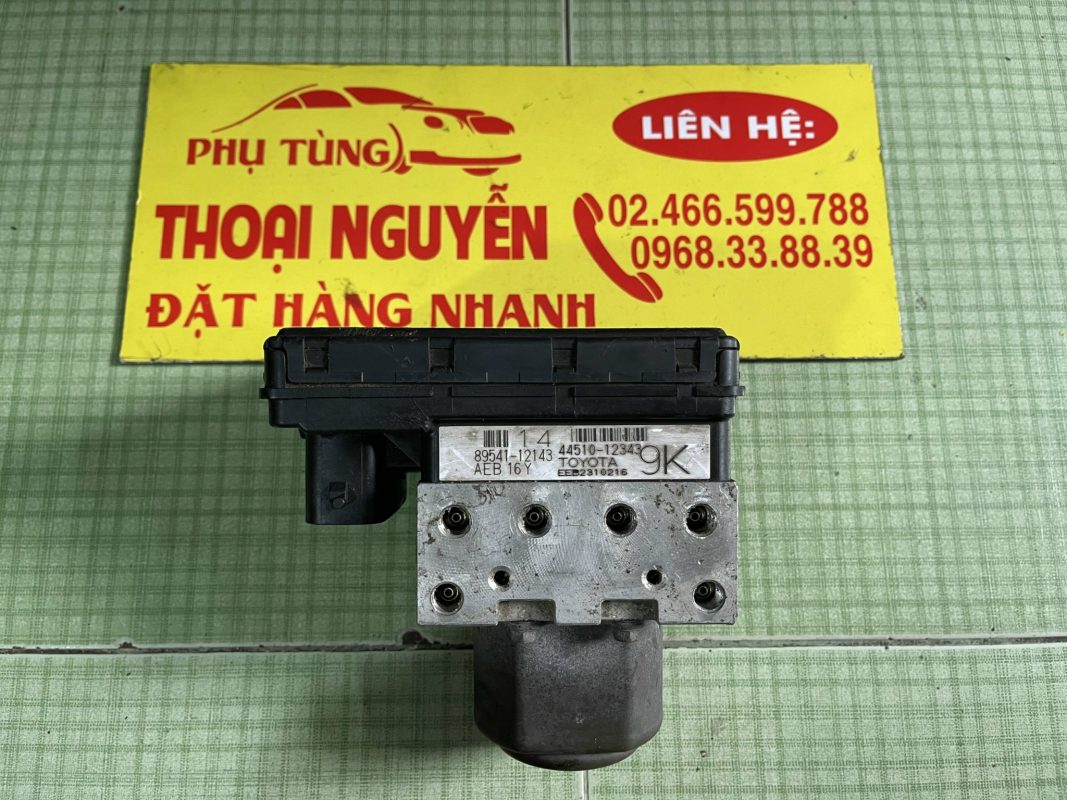 PHỤ TÙNG
THOẠI NGUYỄN
ĐẶT HÀNG NHANH
LIÊN HỆ:
02.466.599.788
0968.33.88.39
14
89541-12143
AEB 16Y
44510-12343
TOYOTA
EEB2310216
9K